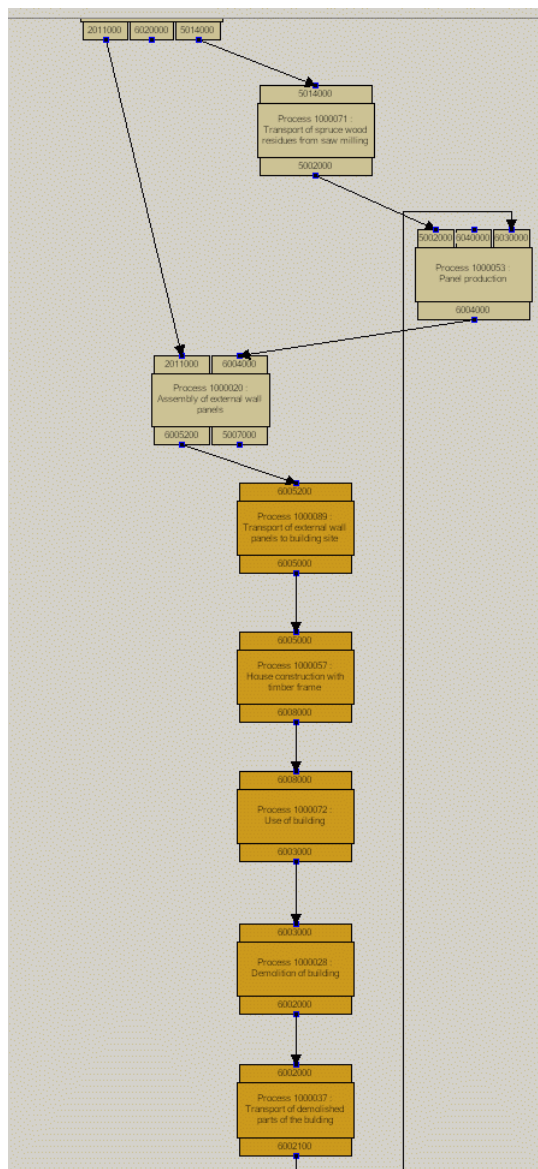 2011000 6020000 5014000
5014000
Process 1000071 :
Transport of spruce wood
residues from saw milling
5002000
5002000 6040000 6030000
Process 1000053 :
Panel production
6004000
2011000 6004000
Process 1000020 :
Assembly of external wall
panels
6005200 5007000
6005200
Process 1000089 :
Transport of external wall
panels to building site
6005000
6005000
Process 1000057 :
House construction with
timber frame
6008000
6008000
Process 1000072 :
Use of building
6003000
6003000
Process 1000028 :
Demolition of building
6002000
6002000
Process 1000037 :
Transport of demolished
parts of the bulding
6002100